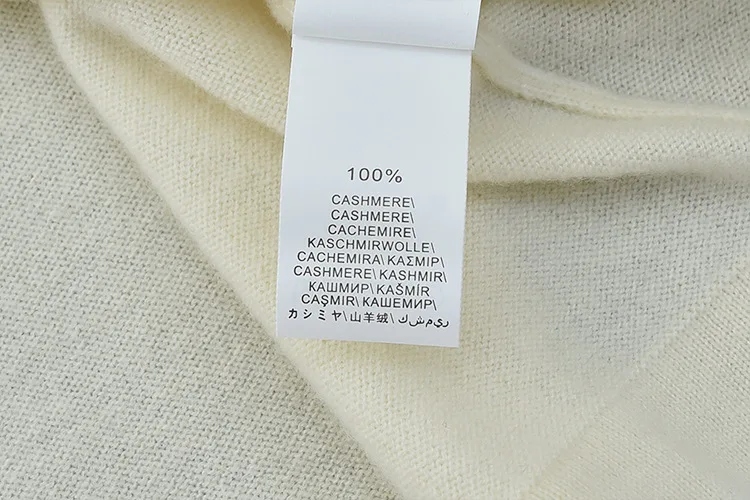 100%
CASHMERE\
CASHMERE\
CACHEMIRE\
KASCHMIRWOLLE\
CACHEMIRA\ ΚΑΣΜΙΡ\
CASHMERE\ KASHMIR\
КАШМИР\ KAŠMÍR
CAŞMIR\ КАШЕМИР\
カシミヤ\山羊绒\ ريمشك